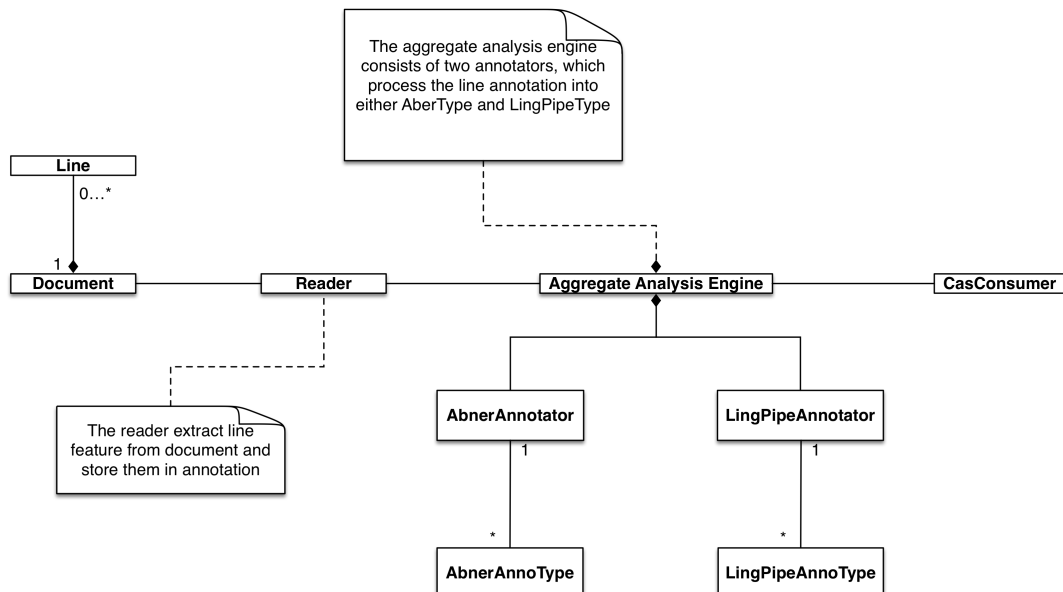 The aggregate analysis engine
consists of two annotators, which
process the line annotation into
either AberType and LingPipeType
Line
0…*
1
Document
Reader
Aggregate Analysis Engine
CasConsumer
The reader extract line
feature from document and
store them in annotation
AbnerAnnotator
LingPipeAnnotator
1
1
*
*
AbnerAnnoType
LingPipeAnnoType